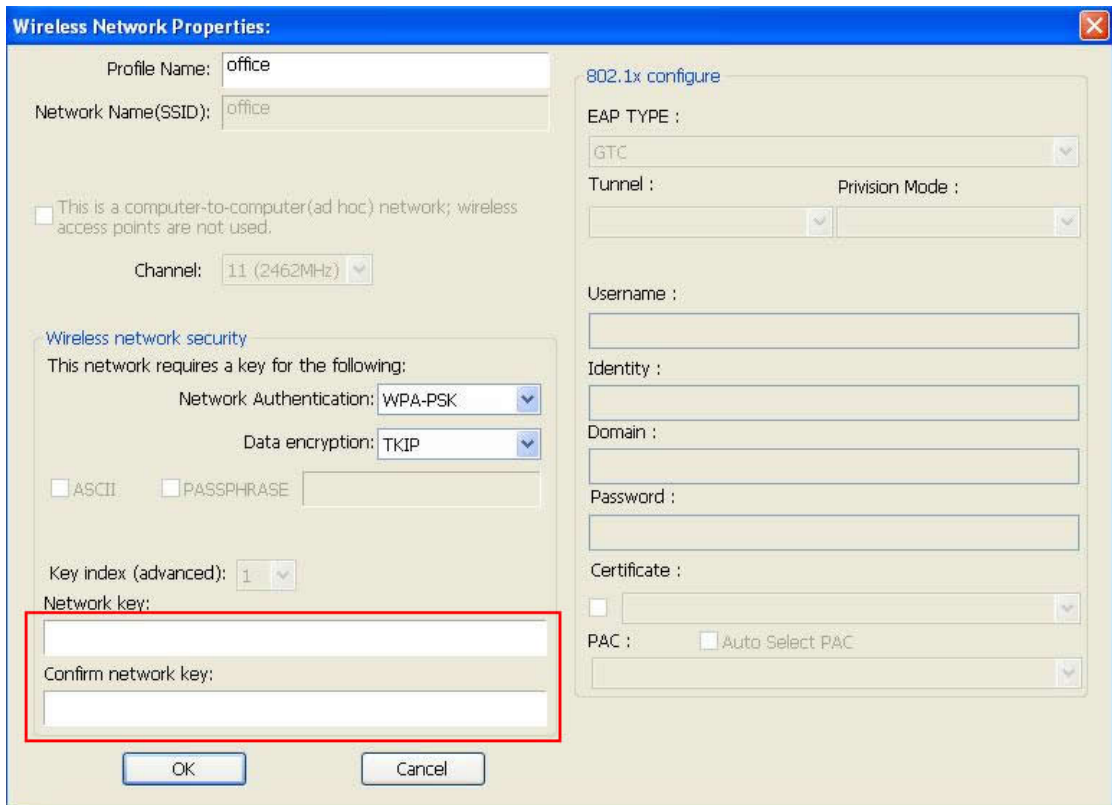 Wireless Network Properties:
Profile Name: office
Network Name(SSID): office
This is a computer-to-computer(ad hoc) network; wireless
access points are not used.
Channel: 11 (2462MHz)
Wireless network security
This network requires a key for the following:
Network Authentication: WPA-PSK
Data encryption: TKIP
ASCII PASSPHRASE
Key index (advanced): 1
Network key:
Confirm network key:
OK Cancel
802.1x configure
EAP TYPE :
GTC
Tunnel : Privision Mode :
Username :
Identity :
Domain :
Password :
Certificate :
PAC : Auto Select PAC